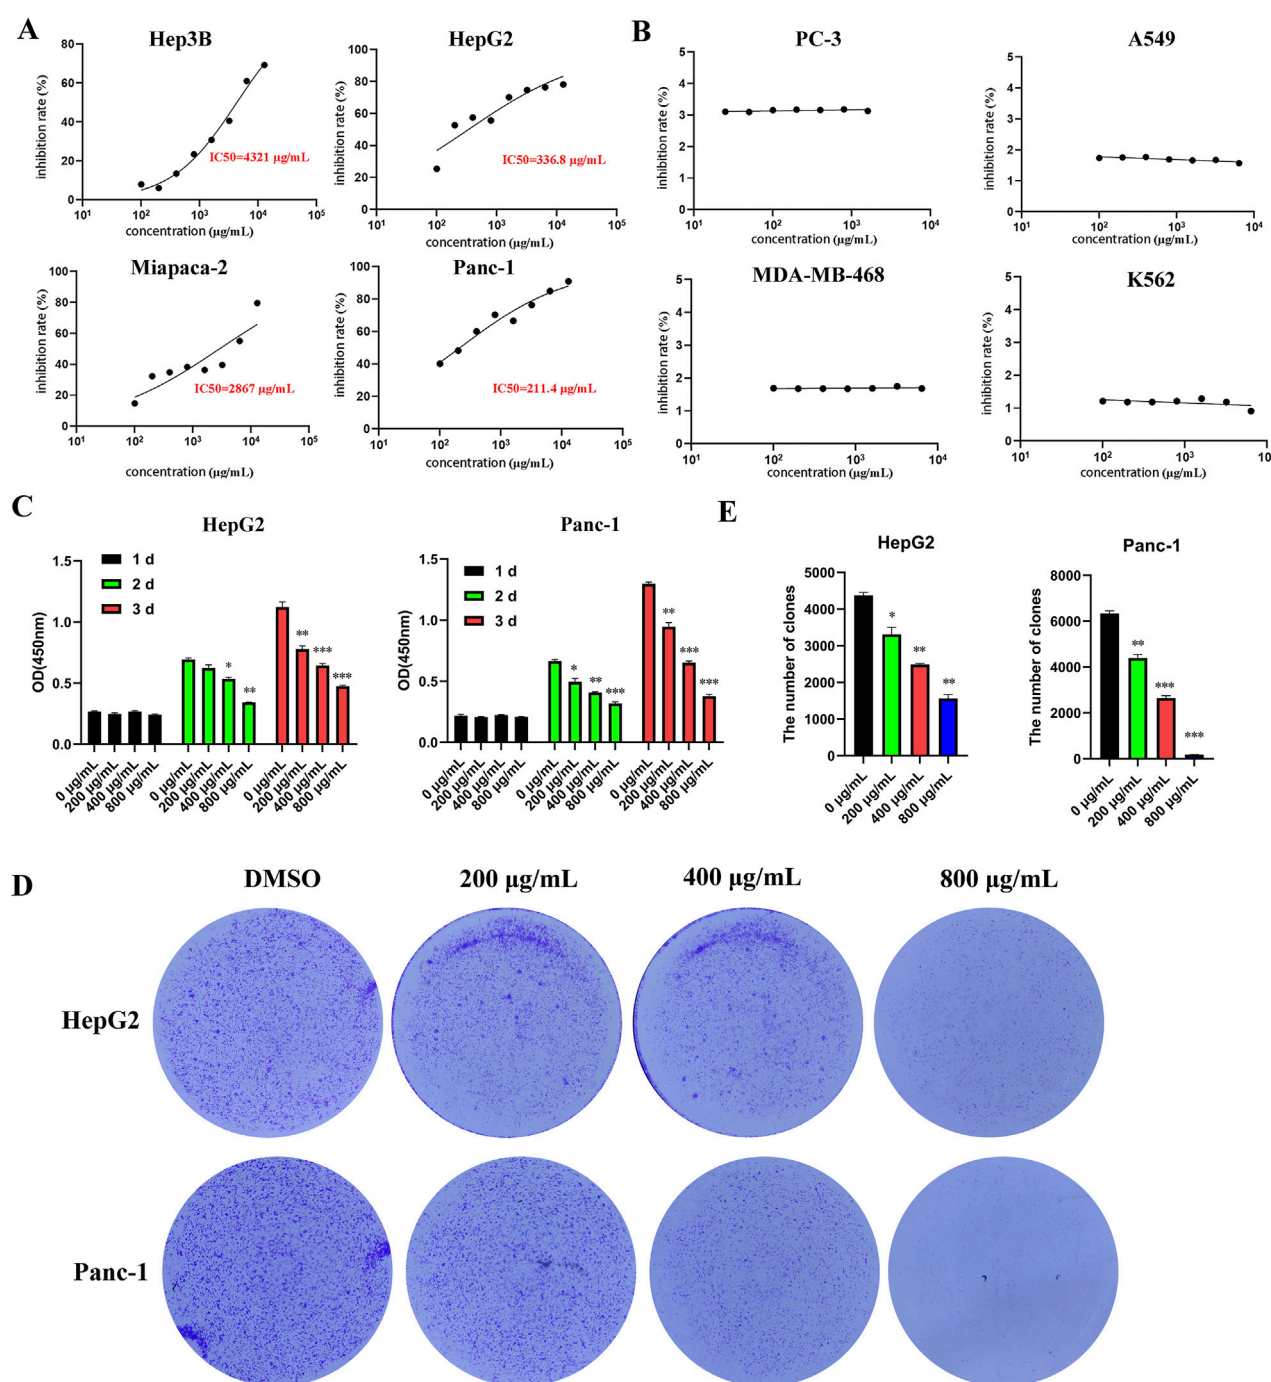 A
Hep3B
inhibition rate (%)
80
60
40
20
0
IC50=4321 μg/mL
10¹ 10² 10³ 10⁴ 10⁵
concentration (μg/mL)
HepG2
inhibition rate (%)
100
80
60
40
20
0
IC50=336.8 μg/mL
10¹ 10² 10³ 10⁴ 10⁵
concentration (μg/mL)
Miapaca-2
inhibition rate (%)
100
80
60
40
20
0
IC50=2867 μg/mL
10¹ 10² 10³ 10⁴ 10⁵
concentration (μg/mL)
Panc-1
inhibition rate (%)
100
80
60
40
20
0
IC50=211.4 μg/mL
10¹ 10² 10³ 10⁴ 10⁵
concentration (μg/mL)
B
PC-3
inhibition rate (%)
5
4
3
2
1
0
10¹ 10² 10³ 10⁴
concentration (μg/mL)
A549
inhibition rate (%)
5
4
3
2
1
0
10¹ 10² 10³ 10⁴
concentration (μg/mL)
MDA-MB-468
inhibition rate (%)
5
4
3
2
1
0
10¹ 10² 10³ 10⁴
concentration (μg/mL)
K562
inhibition rate (%)
5
4
3
2
1
0
10¹ 10² 10³ 10
concentration (μg/mL)
C
HepG2
1 d
2 d
3 d
OD(450nm)
1.5
1.0
0.5
0.0
* ** ** *** ***
0 μg/mL 200 μg/mL 400 μg/mL 800 μg/mL 0 μg/mL 200 μg/mL 400 μg/mL 800 μg/mL 0 μg/mL 200 μg/mL 400 μg/mL 800 μg/mL
Panc-1
1 d
2 d
3 d
OD(450nm)
1.5
1.0
0.5
0.0
* ** *** ** *** ***
0 μg/mL 200 μg/mL 400 μg/mL 800 μg/mL 0 μg/mL 200 μg/mL 400 μg/mL 800 μg/mL 0 μg/mL 200 μg/mL 400 μg/mL 800 μg/mL
E
HepG2
The number of clones
5000
4000
3000
2000
1000
0
* ** **
0 μg/mL 200 μg/mL 400 μg/mL 800 μg/mL
Panc-1
The number of clones
8000
6000
4000
2000
0
** *** ***
0 μg/mL 200 μg/mL 400 μg/mL 800 μg/mL
D
DMSO 200 μg/mL 400 μg/mL 800 μg/mL
HepG2
Panc-1